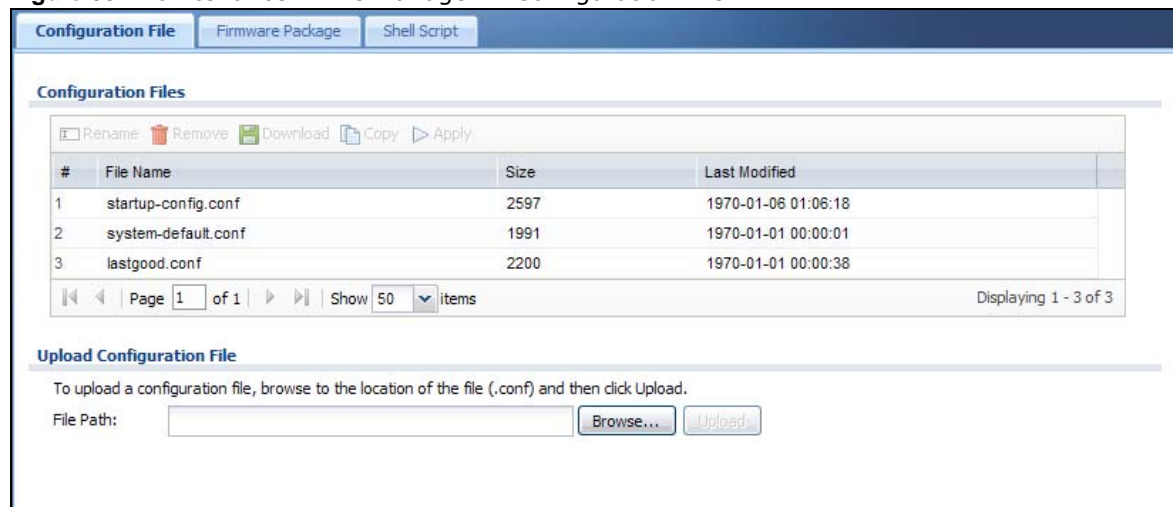 Configuration File Firmware Package Shell Script
Configuration Files
Rename Remove Download Copy Apply
# File Name Size Last Modified
1 startup-config.conf 2597 1970-01-06 01:06:18
2 system-default.conf 1991 1970-01-01 00:00:01
3 lastgood.conf 2200 1970-01-01 00:00:38
Page 1 of 1 Show 50 items Displaying 1 - 3 of 3
Upload Configuration File
To upload a configuration file, browse to the location of the file (.conf) and then click Upload.
File Path: Browse... Upload